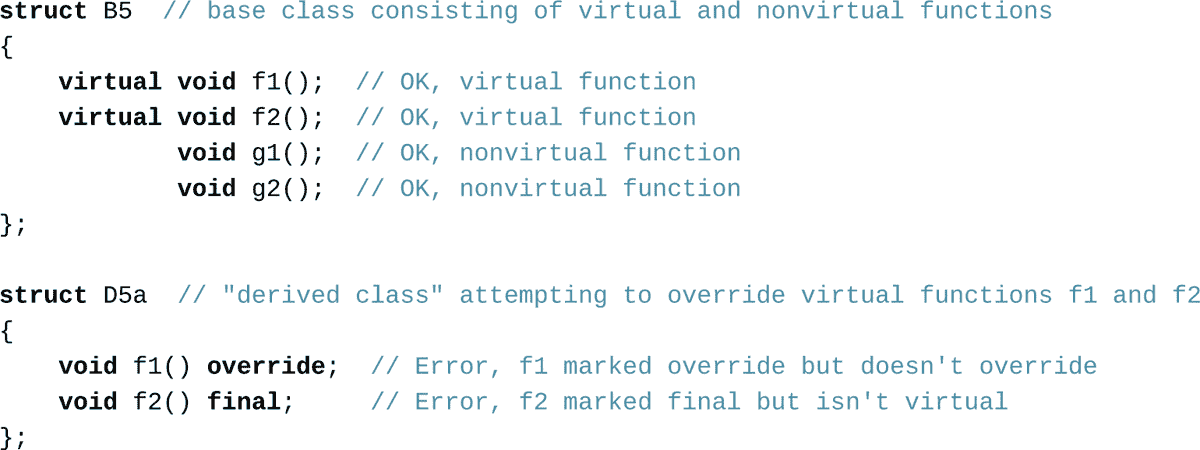 struct B5  // base class consisting of virtual and nonvirtual functions
{
    virtual void f1();  // OK, virtual function
    virtual void f2();  // OK, virtual function
            void g1();  // OK, nonvirtual function
            void g2();  // OK, nonvirtual function
};

struct D5a  // "derived class" attempting to override virtual functions f1 and f2
{
    void f1() override;  // Error, f1 marked override but doesn't override
    void f2() final;     // Error, f2 marked final but isn't virtual
};